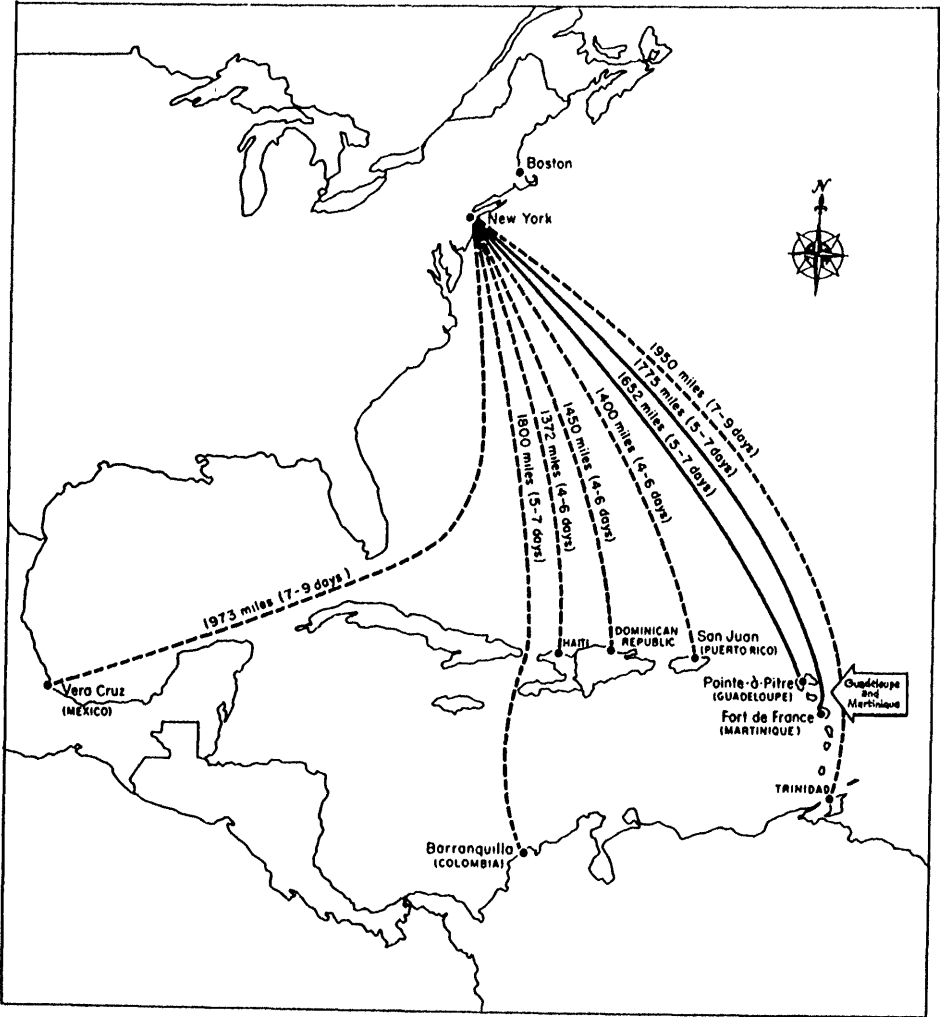 Boston
N
New York
1950 miles (7-9 days)
1775 miles (5-7 days)
1652 miles (5-7 days)
1400 miles (4-6 days)
1450 miles (4-6 days)
1372 miles (4-6 days)
1800 miles (5-7 days)
1973 miles (7-9 days)
HAITI
DOMINICAN
REPUBLIC
San Juan
(PUERTO RICO)
Vera Cruz
(MEXICO)
Pointe-à-Pitre
(GUADELOUPE)
Guadeloupe
and
Martinique
Fort de France
(MARTINIQUE)
TRINIDAD
Barranquilla
(COLOMBIA)